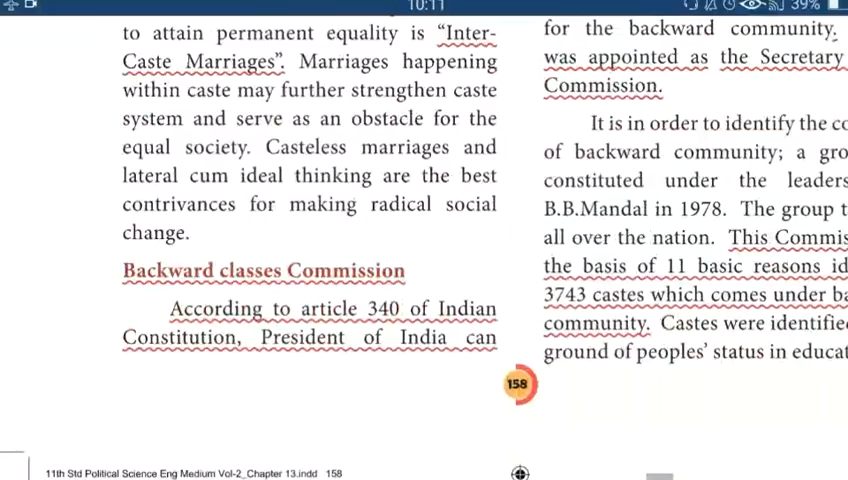 10:11
39%
to attain permanent equality is “Inter-
Caste Marriages”. Marriages happening
within caste may further strengthen caste
system and serve as an obstacle for the
equal society. Casteless marriages and
lateral cum ideal thinking are the best
contrivances for making radical social
change.
Backward classes Commission
According to article 340 of Indian
Constitution, President of India can
for the backward community.
was appointed as the Secretary
Commission.
It is in order to identify the
of backward community; a
constituted under the
B.B.Mandal in 1978. The group
all over the nation. This
the basis of 11 basic reasons
3743 castes which comes under
community. Castes were
ground of peoples’ status in
158
11th Std Political Science Eng Medium Vol-2_Chapter 13.indd 158